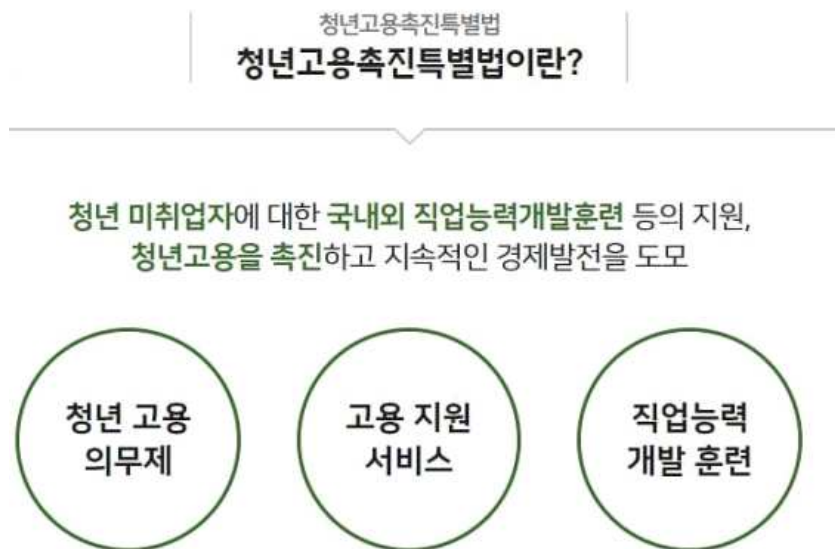 청년고용촉진특별법
청년고용촉진특별법이란?
청년 미취업자에 대한 국내외 직업능력개발훈련 등의 지원,
청년고용을 촉진하고 지속적인 경제발전을 도모
청년 고용
의무제
고용 지원
서비스
직업능력
개발 훈련